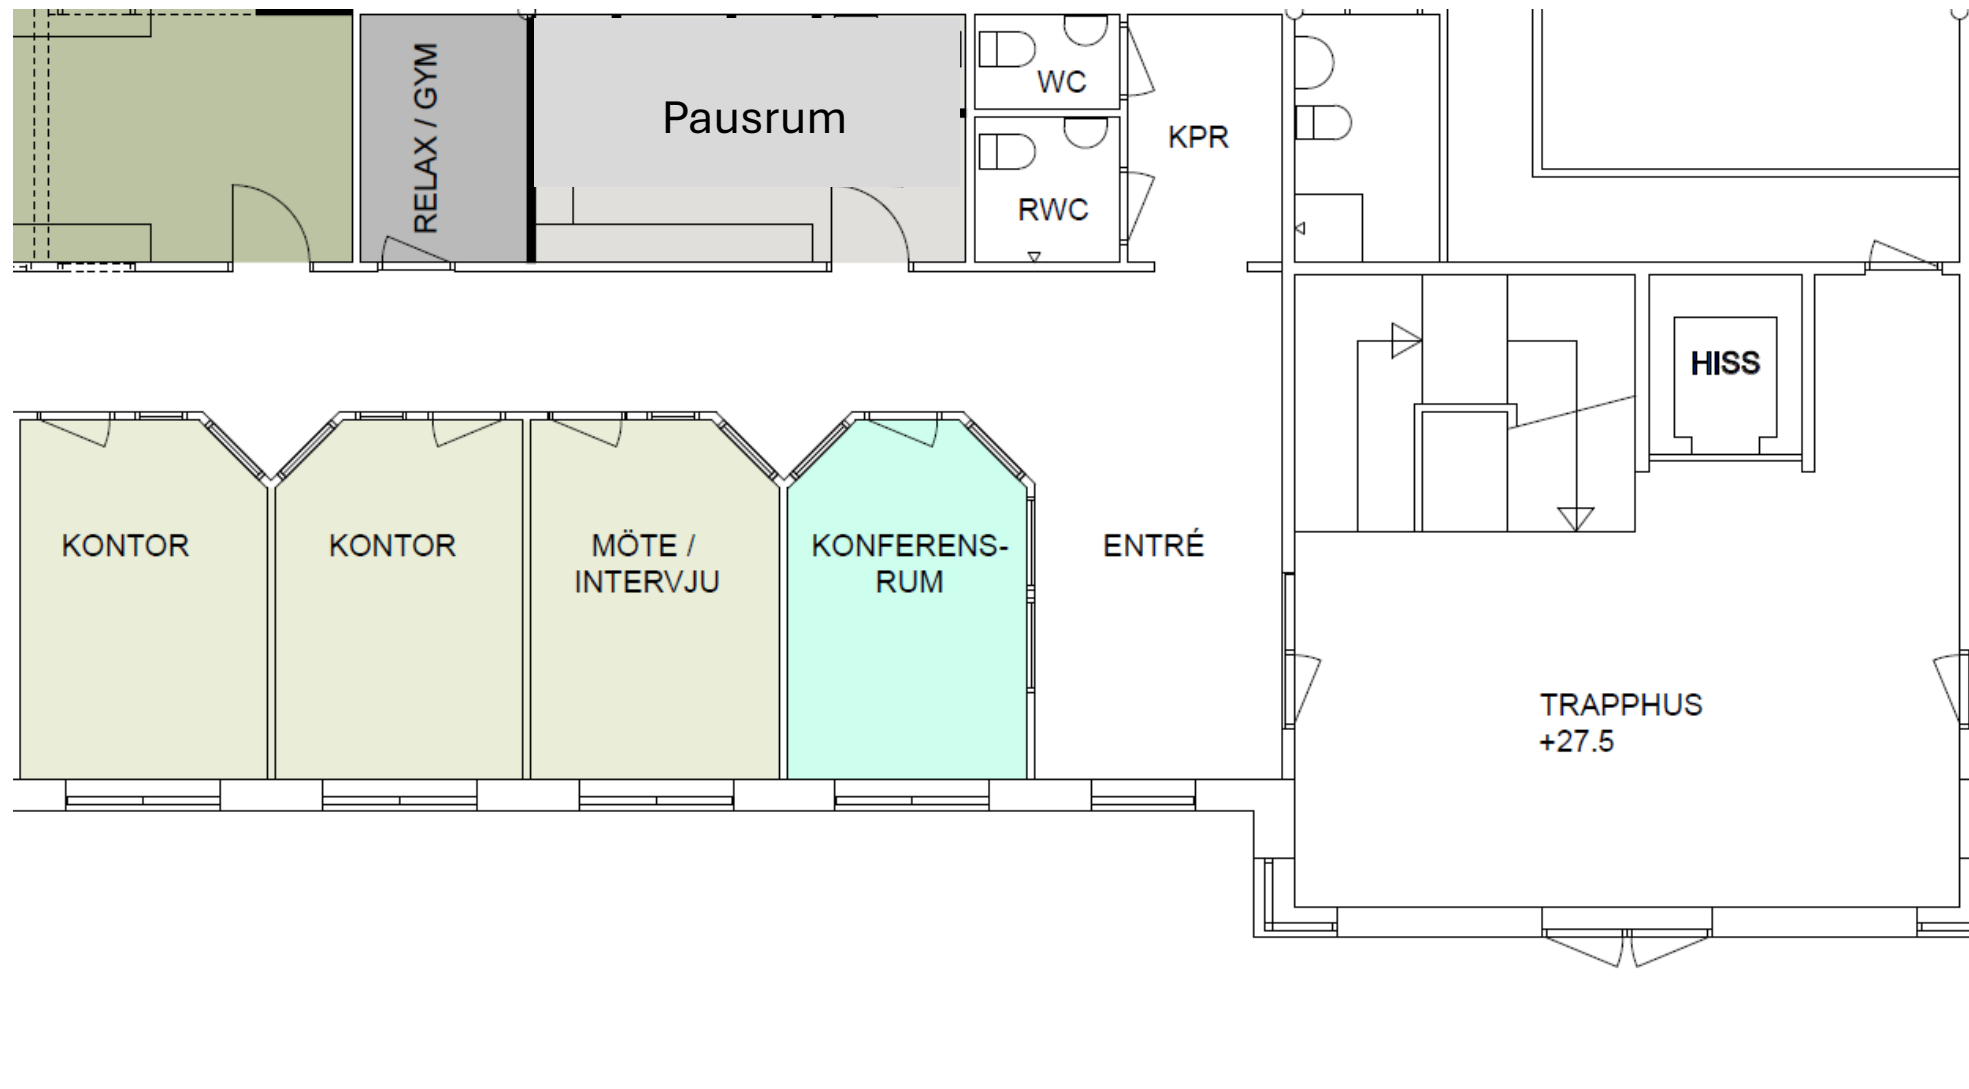 RELAX / GYM
Pausrum
WC
KPR
RWC
HISS
KONTOR
KONTOR
MÖTE /
INTERVJU
KONFERENS-
RUM
ENTRÉ
TRAPPHUS
+27.5